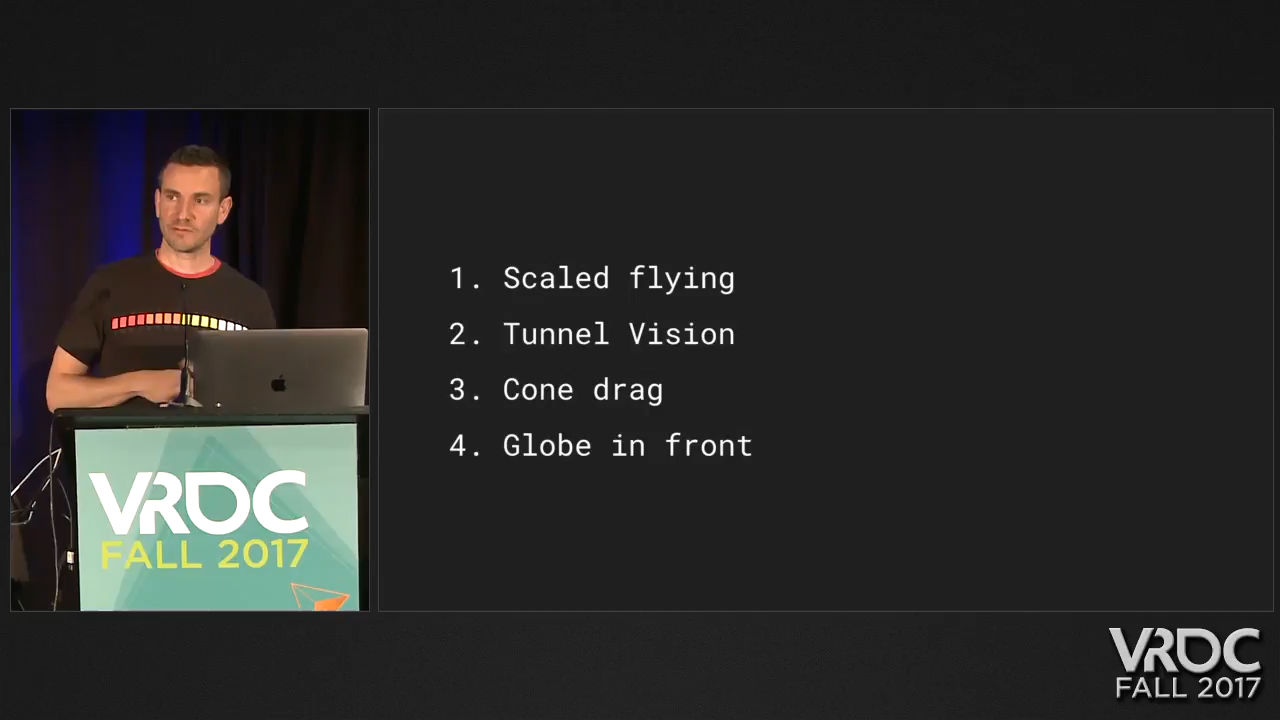 1. Scaled flying
2. Tunnel Vision
3. Cone drag
4. Globe in front
VRDC
FALL 2017
VRDC
FALL 2017